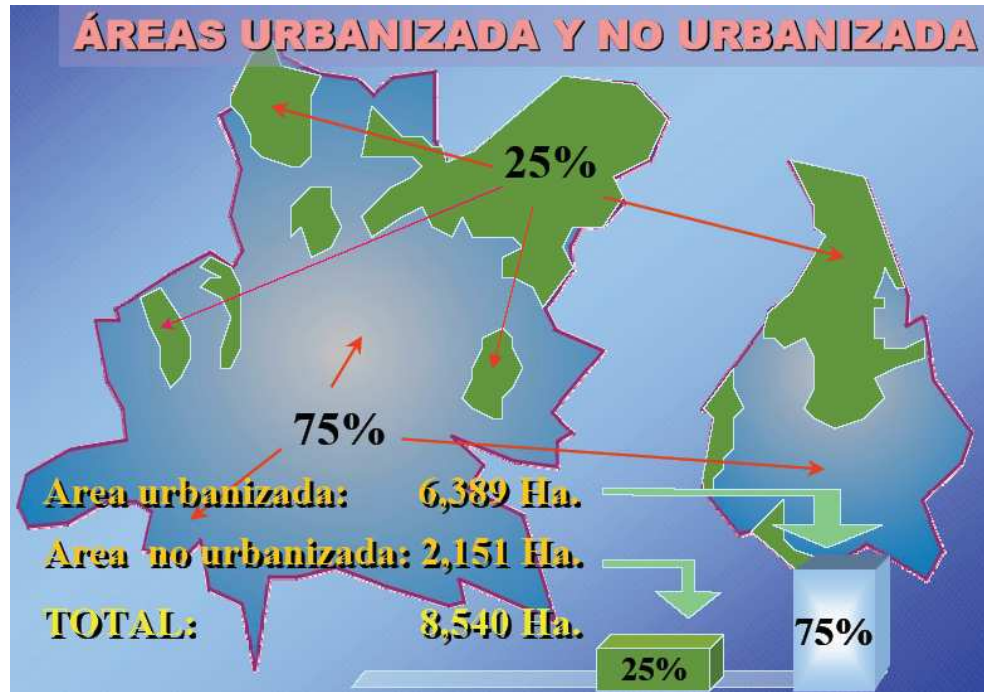 ÁREAS URBANIZADA Y NO URBANIZADA
25%
75%
Area urbanizada: 6,389 Ha.
Area no urbanizada: 2,151 Ha.
TOTAL: 8,540 Ha.
75%
25%